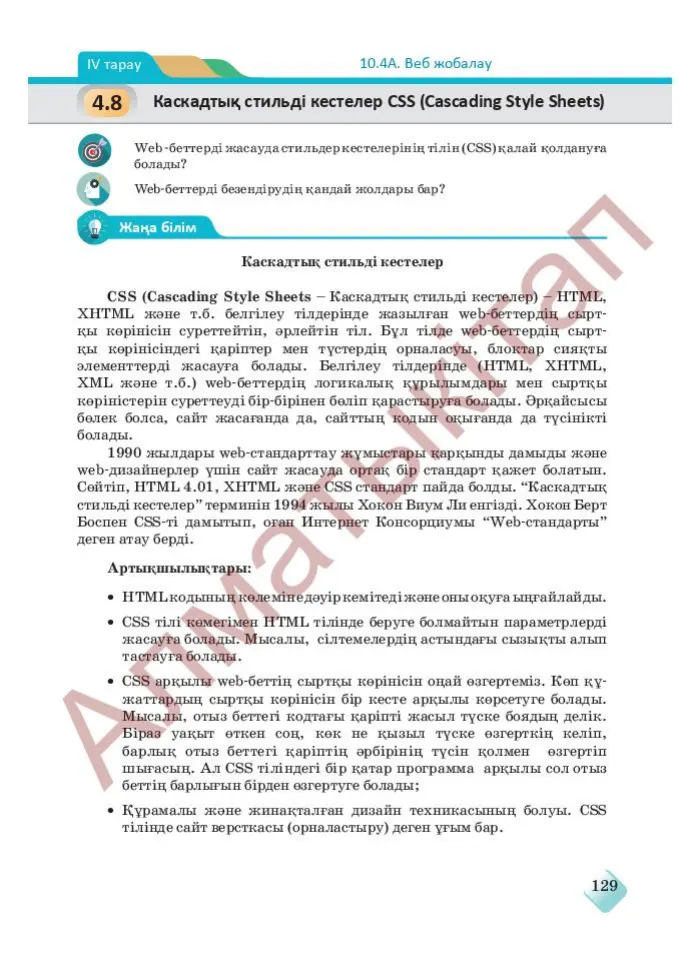 IV тарау
10.4А. Веб жобалау
4.8
Каскадтық стильді кестелер CSS (Cascading Style Sheets)
Web-беттерді жасауда стильдер кестелерінің тілін (CSS) қалай қолдануға
болады?
Web-беттерді безендірудің қандай жолдары бар?
Жаңа білім
Каскадтық стильді кестелер
CSS (Cascading Style Sheets – Каскадтық стильді кестелер) – HTML,
XHTML және т.б. белгілеу тілдерінде жазылған web-беттердің сырт-
қы көрінісін суреттейтін, әрлейтін тіл. Бұл тілде web-беттердің сырт-
қы көрінісіндегі қаріптер мен түстердің орналасуы, блоктар сияқты
элементтерді жасауға болады. Белгілеу тілдерінде (HTML, XHTML,
XML және т.б.) web-беттердің логикалық құрылымдары мен сыртқы
көріністерін суреттеуді бір-бірінен бөліп қарастыруға болады. Әрқайсысы
бөлек болса, сайт жасағанда да, сайттың кодын оқығанда да түсінікті
болады.
1990 жылдары web-стандарттау жұмыстары қарқынды дамыды және
web-дизайнерлер үшін сайт жасауда ортақ бір стандарт қажет болатын.
Сөйтіп, HTML 4.01, XHTML және CSS стандарт пайда болды. “Каскадтық
стильді кестелер” терминін 1994 жылы Хокон Виум Ли енгізді. Хокон Берт
Боспен CSS-ті дамытып, оған Интернет Консорциумы “Web-стандарты”
деген атау берді.
Артықшылықтары:
• HTML кодының көлеміне дәуір кемітеді және оны оқуға ыңғайлайды.
• CSS тілі көмегімен HTML тілінде беруге болмайтын параметрлерді
жасауға болады. Мысалы, сілтемелердің астындағы сызықты алып
тастауға болады.
• CSS арқылы web-беттің сыртқы көрінісін оңай өзгертеміз. Көп құ-
жаттардың сыртқы көрінісін бір кесте арқылы көрсетуге болады.
Мысалы, отыз беттегі кодтағы қаріпті жасыл түске боядың делік.
Біраз уақыт өткен соң, көк не қызыл түске өзгерткің келіп,
барлық отыз беттегі қаріптің әрбірінің түсін қолмен өзгертіп
шығасың. Ал CSS тіліндегі бір қатар программа арқылы сол отыз
беттің барлығын бірден өзгертуге болады;
• Құрамалы және жинақталған дизайн техникасының болуы. CSS
тілінде сайт версткасы (орналастыру) деген ұғым бар.
129
Алматыкітап